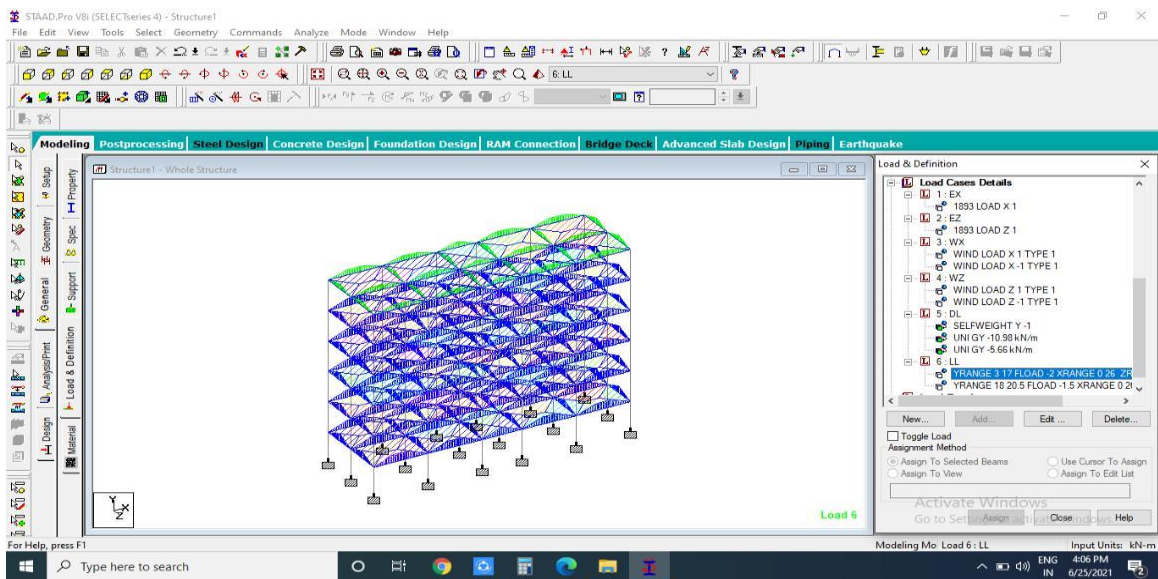 STAAD.Pro V8i (SELECTseries 4) - Structure1
File Edit View Tools Select Geometry Commands Analyze Mode Window Help
6: LL
Modeling Postprocessing Steel Design Concrete Design Foundation Design RAM Connection Bridge Deck Advanced Slab Design Piping Earthquake
Setup
Geometry
General
Analysis/Print
Design
Property
Spec
Support
Load & Definition
Material
Structure1 - Whole Structure
Y
X
Z
Load 6
Load & Definition
Load Cases Details
1 : EX
1893 LOAD X 1
2 : EZ
1893 LOAD Z 1
3 : WX
WIND LOAD X 1 TYPE 1
WIND LOAD X -1 TYPE 1
4 : WZ
WIND LOAD Z 1 TYPE 1
WIND LOAD Z -1 TYPE 1
5 : DL
SELFWEIGHT Y -1
UNI GY -10.98 kN/m
UNI GY -5.66 kN/m
6 : LL
YRANGE 3 17 FLOAD -2 XRANGE 0 26 ZR
YRANGE 18 20.5 FLOAD -1.5 XRANGE 0 2
New... Add... Edit ... Delete...
Toggle Load
Assignment Method
Assign To Selected Beams Use Cursor To Assign
Assign To View Assign To Edit List
Activate Windows
Go to Settings to activate Windows.
Assign Close Help
For Help, press F1 Modeling Mo Load 6 : LL Input Units: kN-m
Type here to search
ENG 4:06 PM
IN 6/25/2021
2